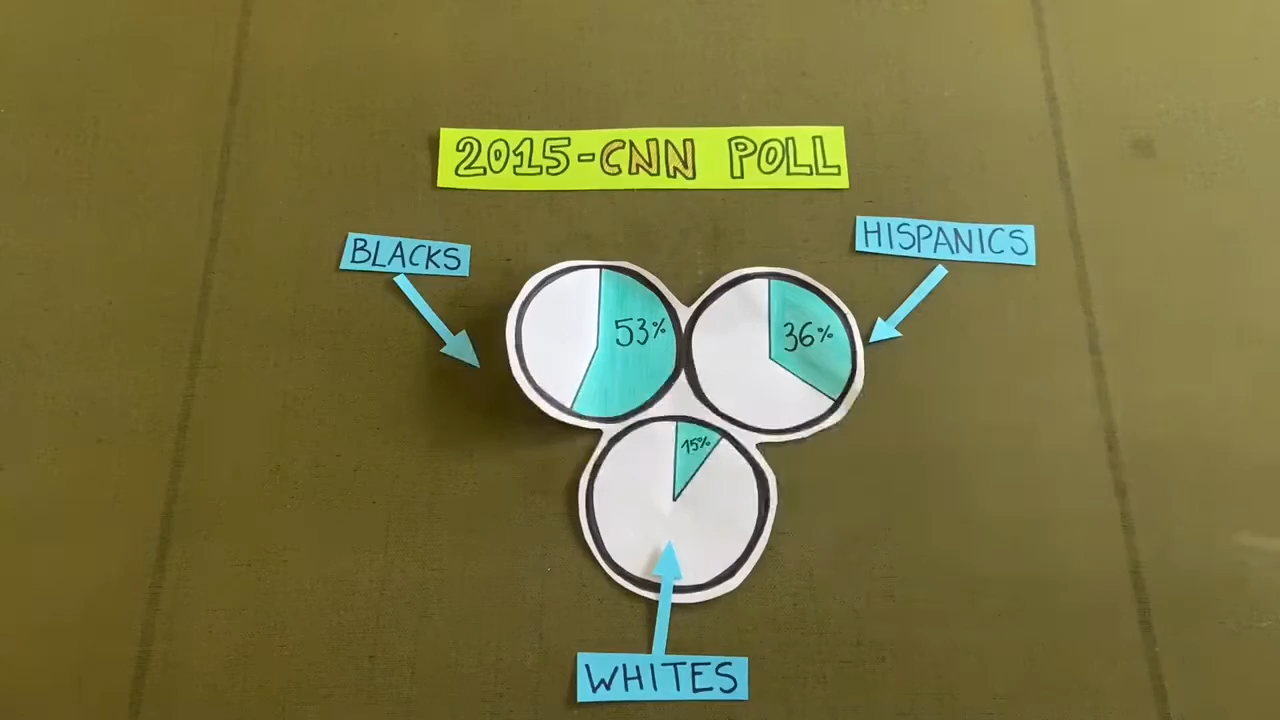 2015-CNN POLL
BLACKS
HISPANICS
53%
36%
15%
WHITES